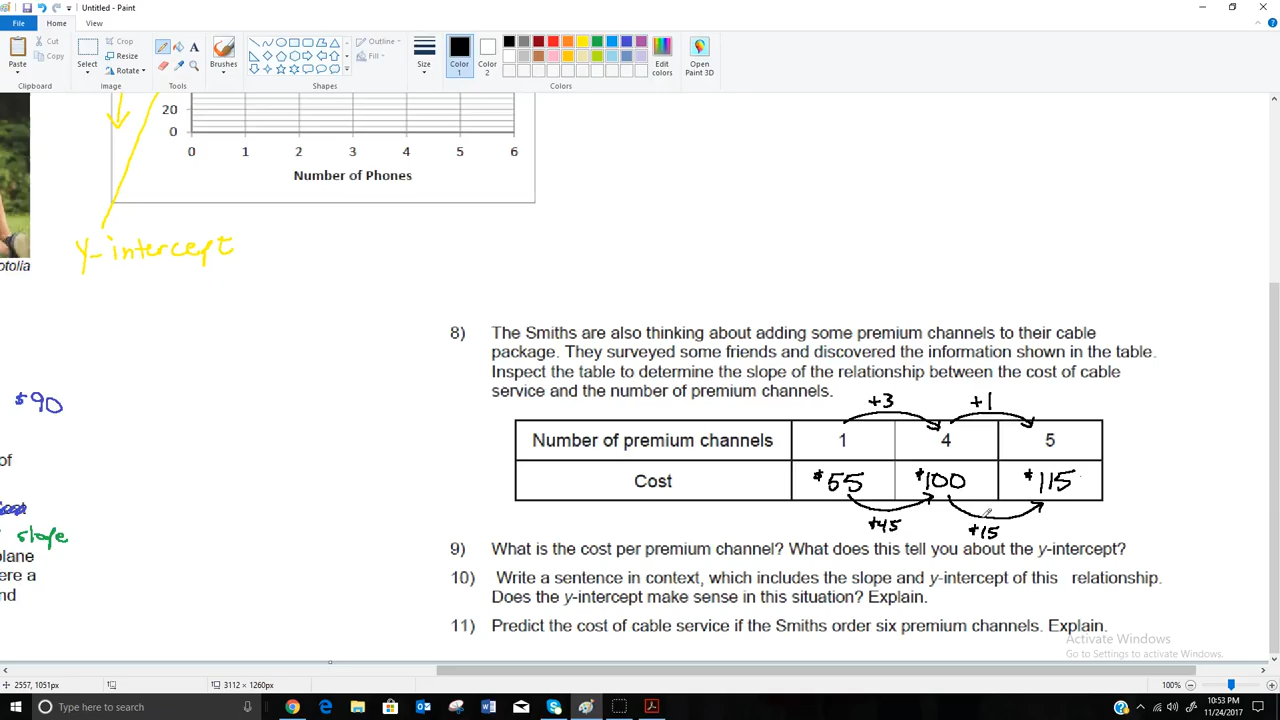 Untitled - Paint
File Home View
Paste
Cut
Copy
Select
Crop
Resize
Rotate
Brushes
Outline
Fill
Size
Color 1
Color 2
Edit colors
Open Paint 3D
Clipboard Image Tools Shapes Colors
20
0
0 1 2 3 4 5 6
Number of Phones
y-intercept
otolia
$90
of
slope
plane
ere a
nd
8) The Smiths are also thinking about adding some premium channels to their cable
package. They surveyed some friends and discovered the information shown in the table.
Inspect the table to determine the slope of the relationship between the cost of cable
service and the number of premium channels.
+3 +1
Number of premium channels 1 4 5
Cost $55 $100 $115
+45 +15
9) What is the cost per premium channel? What does this tell you about the y-intercept?
10) Write a sentence in context, which includes the slope and y-intercept of this relationship.
Does the y-intercept make sense in this situation? Explain.
11) Predict the cost of cable service if the Smiths order six premium channels. Explain.
Activate Windows
Go to Settings to activate Windows.
2557, 1051px 3112 × 1260px 100%
Type here to search
10:53 PM
11/24/2017